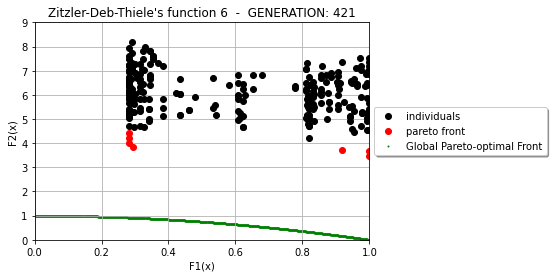 Zitzler-Deb-Thiele's function 6 - GENERATION: 421
9
8
7
6
5
4
3
2
1
0
F2(x)
0.0 0.2 0.4 0.6 0.8 1.0
F1(x)
individuals
pareto front
Global Pareto-optimal Front